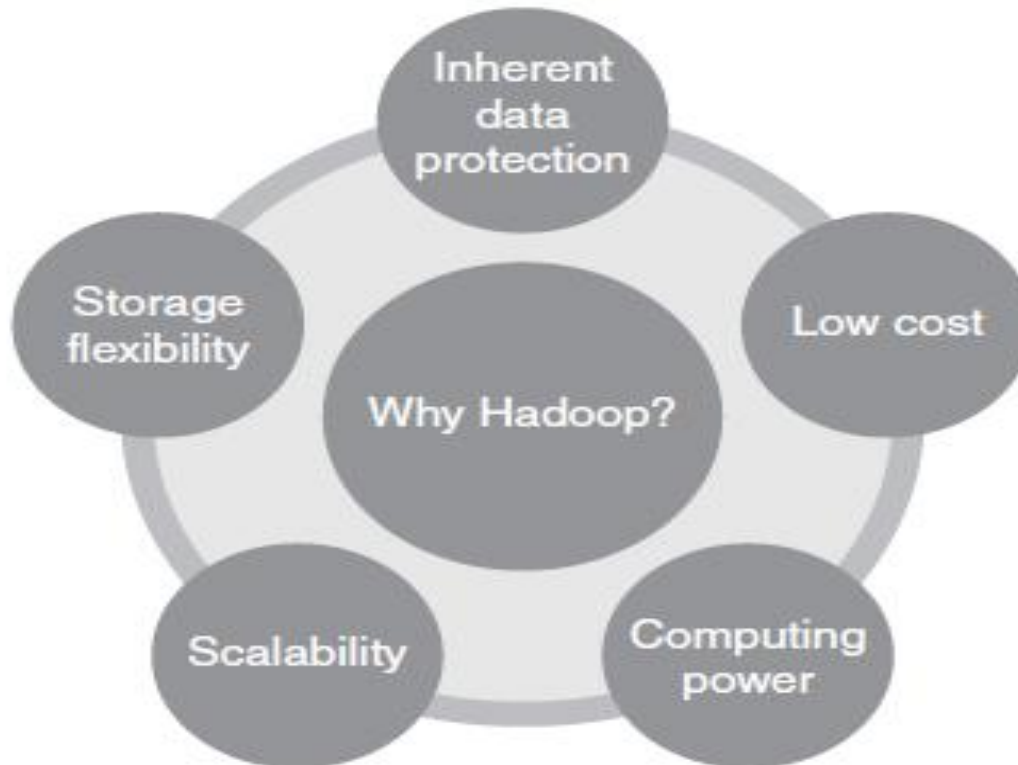 Inherent
data
protection
Storage
flexibility
Low cost
Why Hadoop?
Scalability
Computing
power